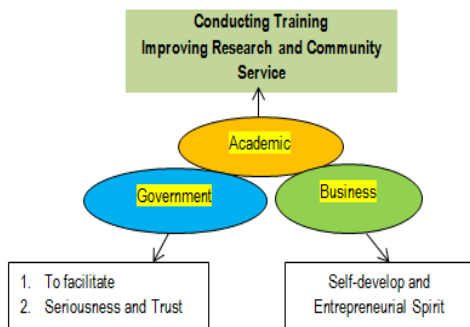 Conducting Training
Improving Research and Community
Service
Academic
Government
Business
1. To facilitate
2. Seriousness and Trust
Self-develop and
Entrepreneurial Spirit